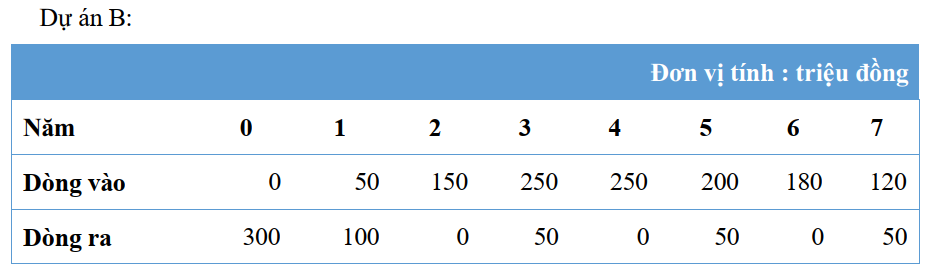 Dự án B:
Đơn vị tính : triệu đồng
Năm 0 1 2 3 4 5 6 7
Dòng vào 0 50 150 250 250 200 180 120
Dòng ra 300 100 0 50 0 50 0 50